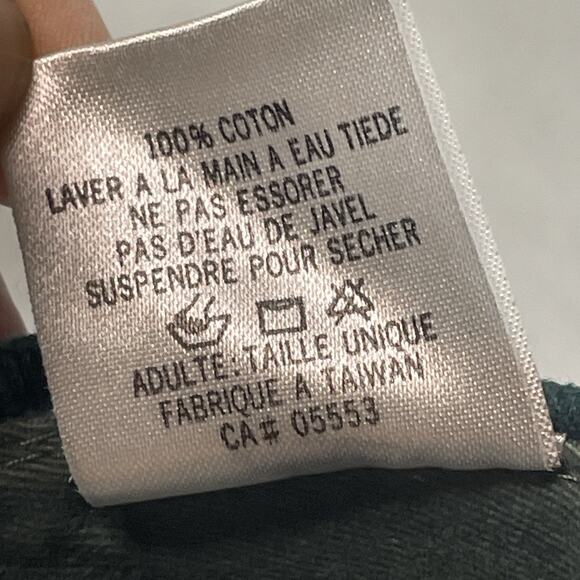 100% COTON
LAVER A LA MAIN A EAU TIEDE
NE PAS ESSORER
PAS D'EAU DE JAVEL
SUSPENDRE POUR SECHER
ADULTE: TAILLE UNIQUE
FABRIQUE A TAIWAN
CA# 05553